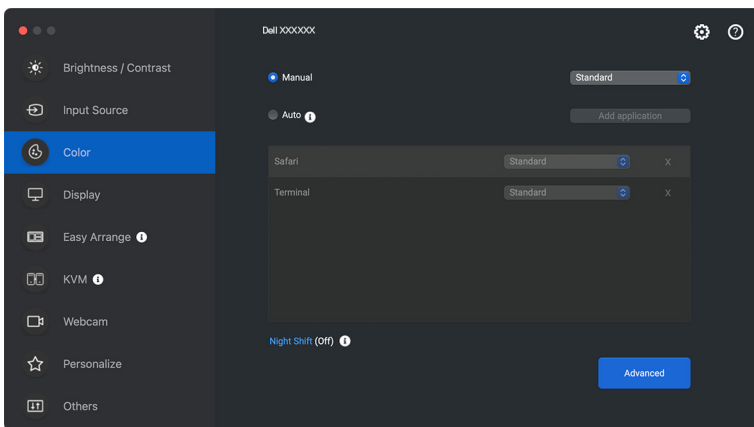 Dell XXXXXX
Brightness / Contrast
Input Source
Color
Display
Easy Arrange
KVM
Webcam
Personalize
Others
Manual
Standard
Auto
Add application
Safari
Standard
X
Terminal
Standard
X
Night Shift (Off)
Advanced